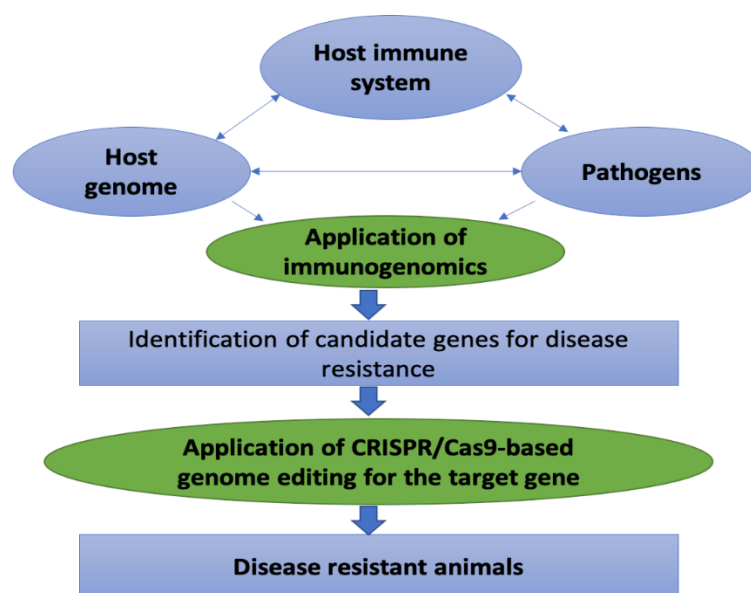 Host immune
system
Host
genome
Pathogens
Application of
immunogenomics
Identification of candidate genes for disease
resistance
Application of CRISPR/Cas9-based
genome editing for the target gene
Disease resistant animals